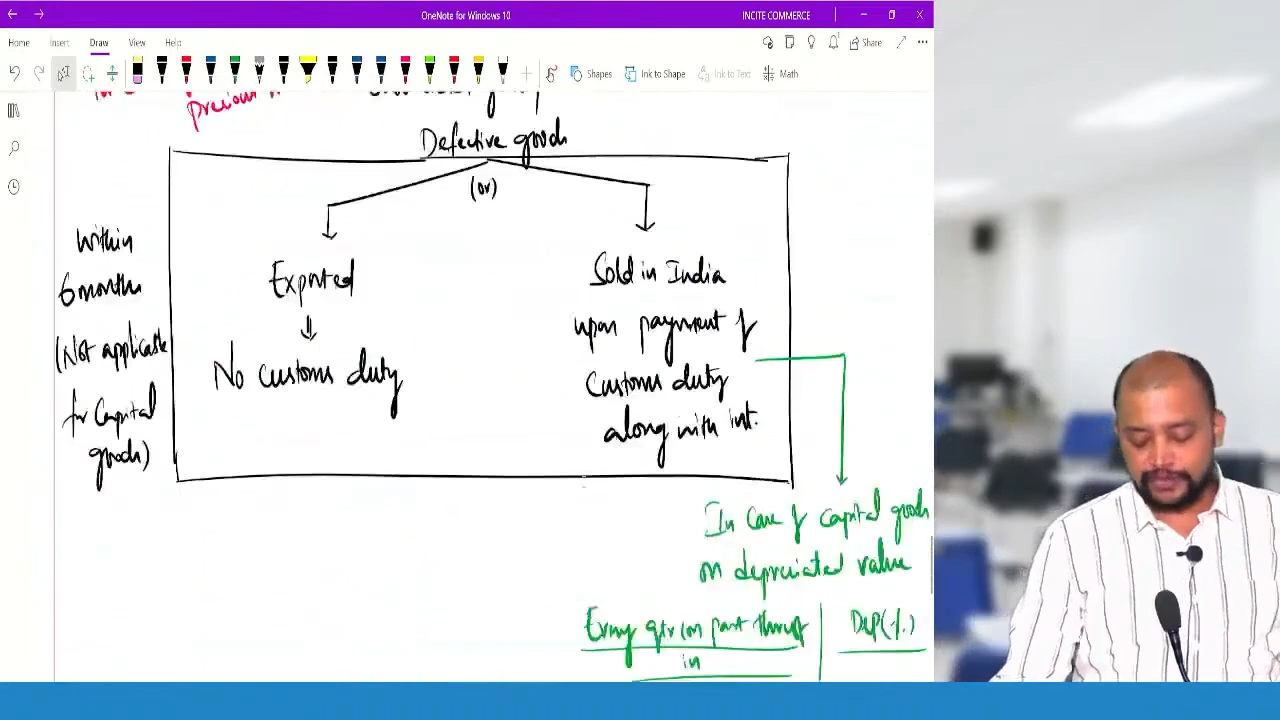 OneNote for Windows 10
INCITE COMMERCE
Home Insert Draw View Help
Share
Shapes
Ink to Shape
Ink to Text
Math
previous
Defective goods
(or)
within
6 months
(Not applicable
for Capital
goods)
Exported
⇓
No customs duty
Sold in India
upon payment of
Customs duty
along with int.
In case of capital goods
on depreciated value
Every qtr (or part thereof
in
Dep(%)